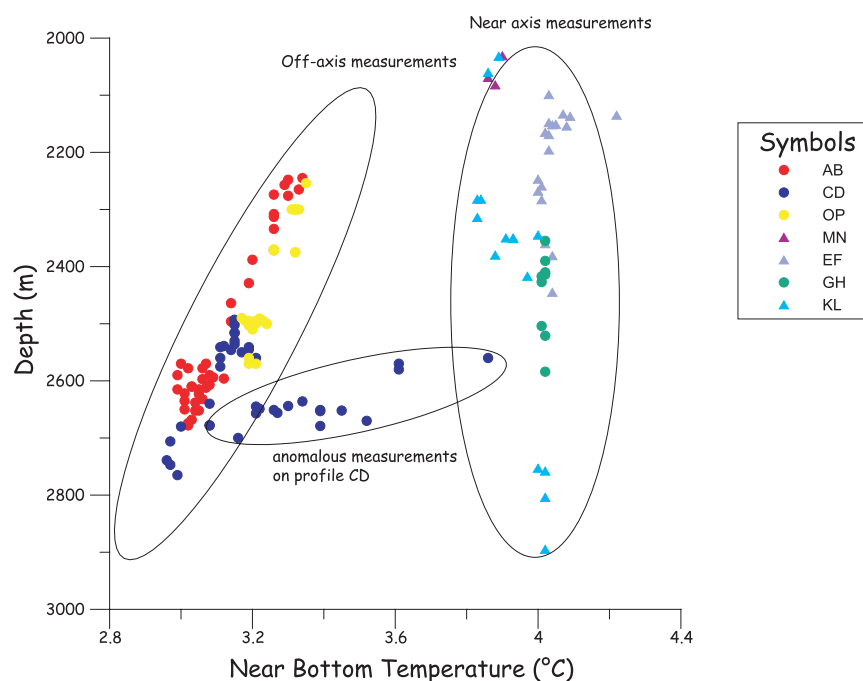 Near axis measurements
2000
Off-axis measurements
2200
Symbols
AB
CD
OP
MN
EF
GH
KL
2400
Depth (m)
2600
anomalous measurements
on profile CD
2800
3000
2.8 3.2 3.6 4 4.4
Near Bottom Temperature (°C)